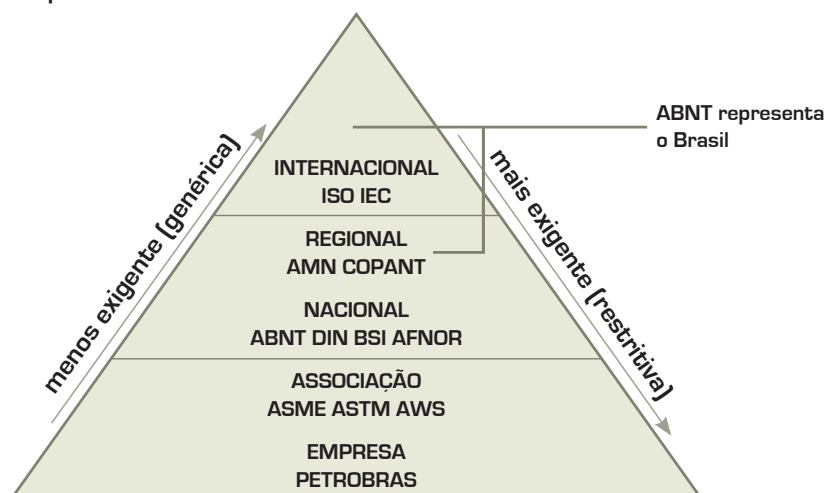 ABNT representa
o Brasil
menos exigente (genérica)
mais exigente (restritiva)
INTERNACIONAL
ISO IEC
REGIONAL
AMN COPANT
NACIONAL
ABNT DIN BSI AFNOR
ASSOCIAÇÃO
ASME ASTM AWS
EMPRESA
PETROBRAS